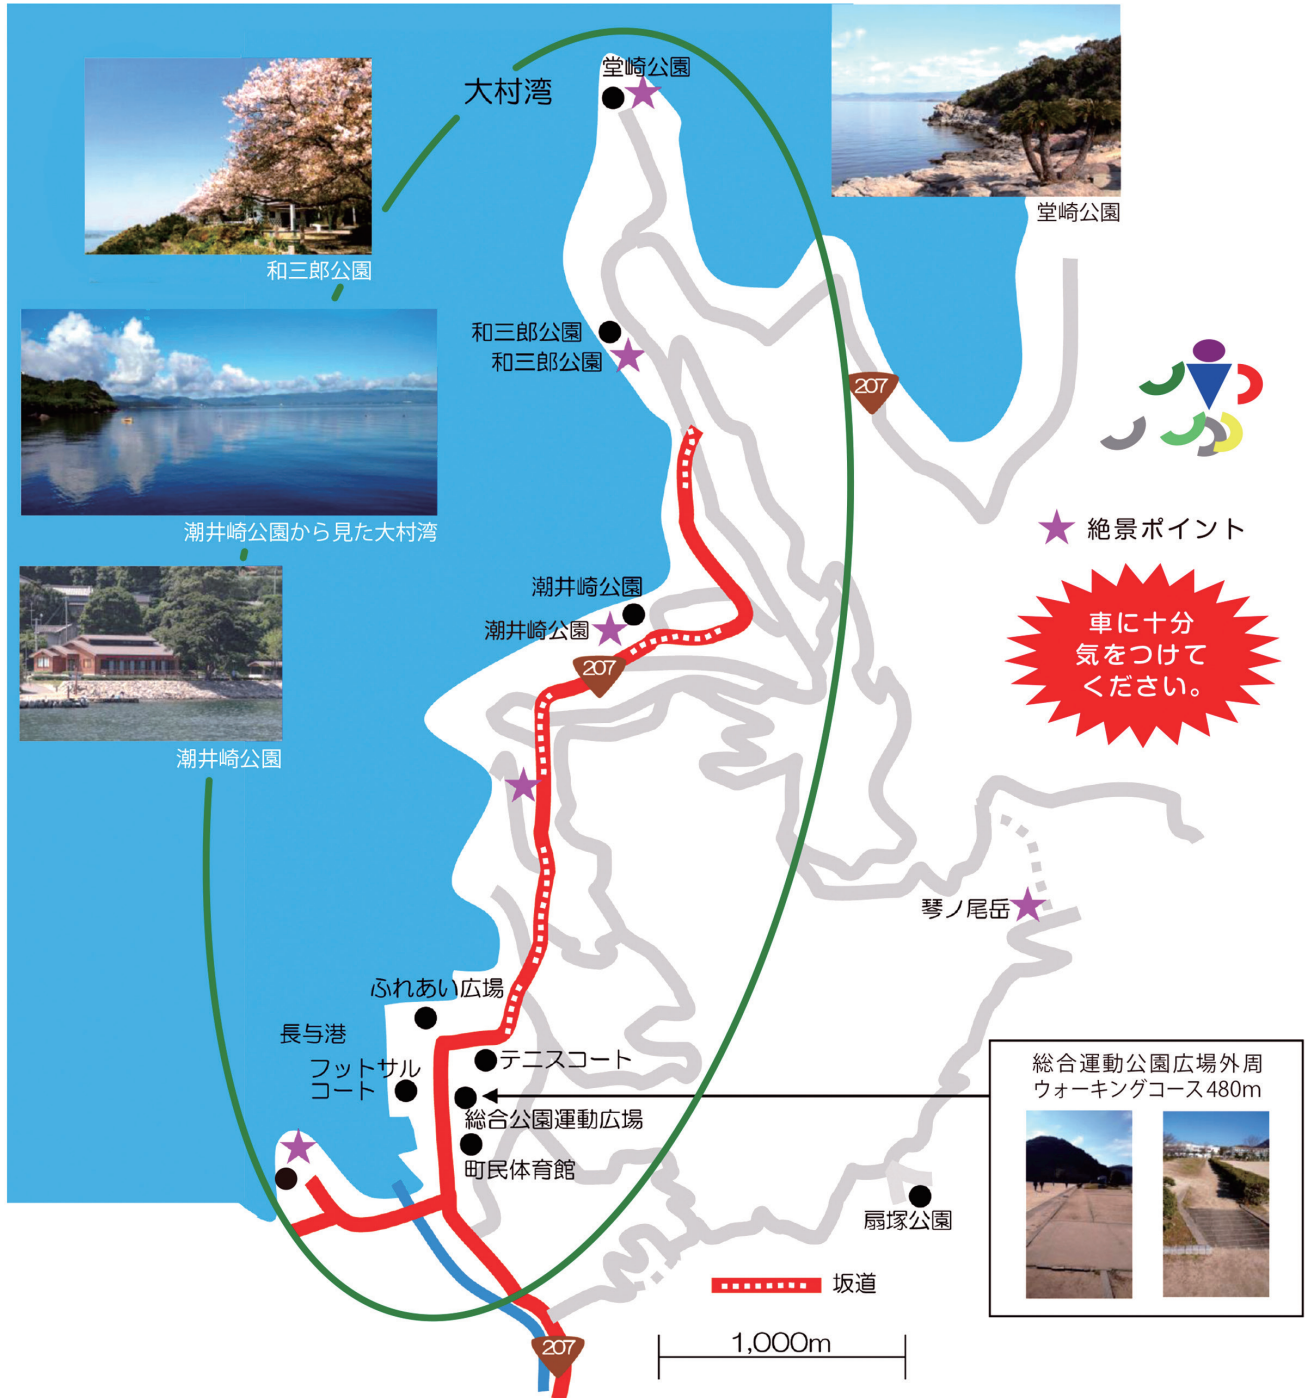 堂崎公園
大村湾
堂崎公園
和三郎公園
和三郎公園
和三郎公園
207
潮井崎公園から見た大村湾
絶景ポイント
潮井崎公園
潮井崎公園
車に十分
気をつけて
ください。
207
潮井崎公園
琴ノ尾岳
ふれあい広場
長与港
フットサル
コート
テニスコート
総合公園運動広場
町民体育館
総合運動公園広場外周
ウォーキングコース480m
扇塚公園
坂道
1,000m
207